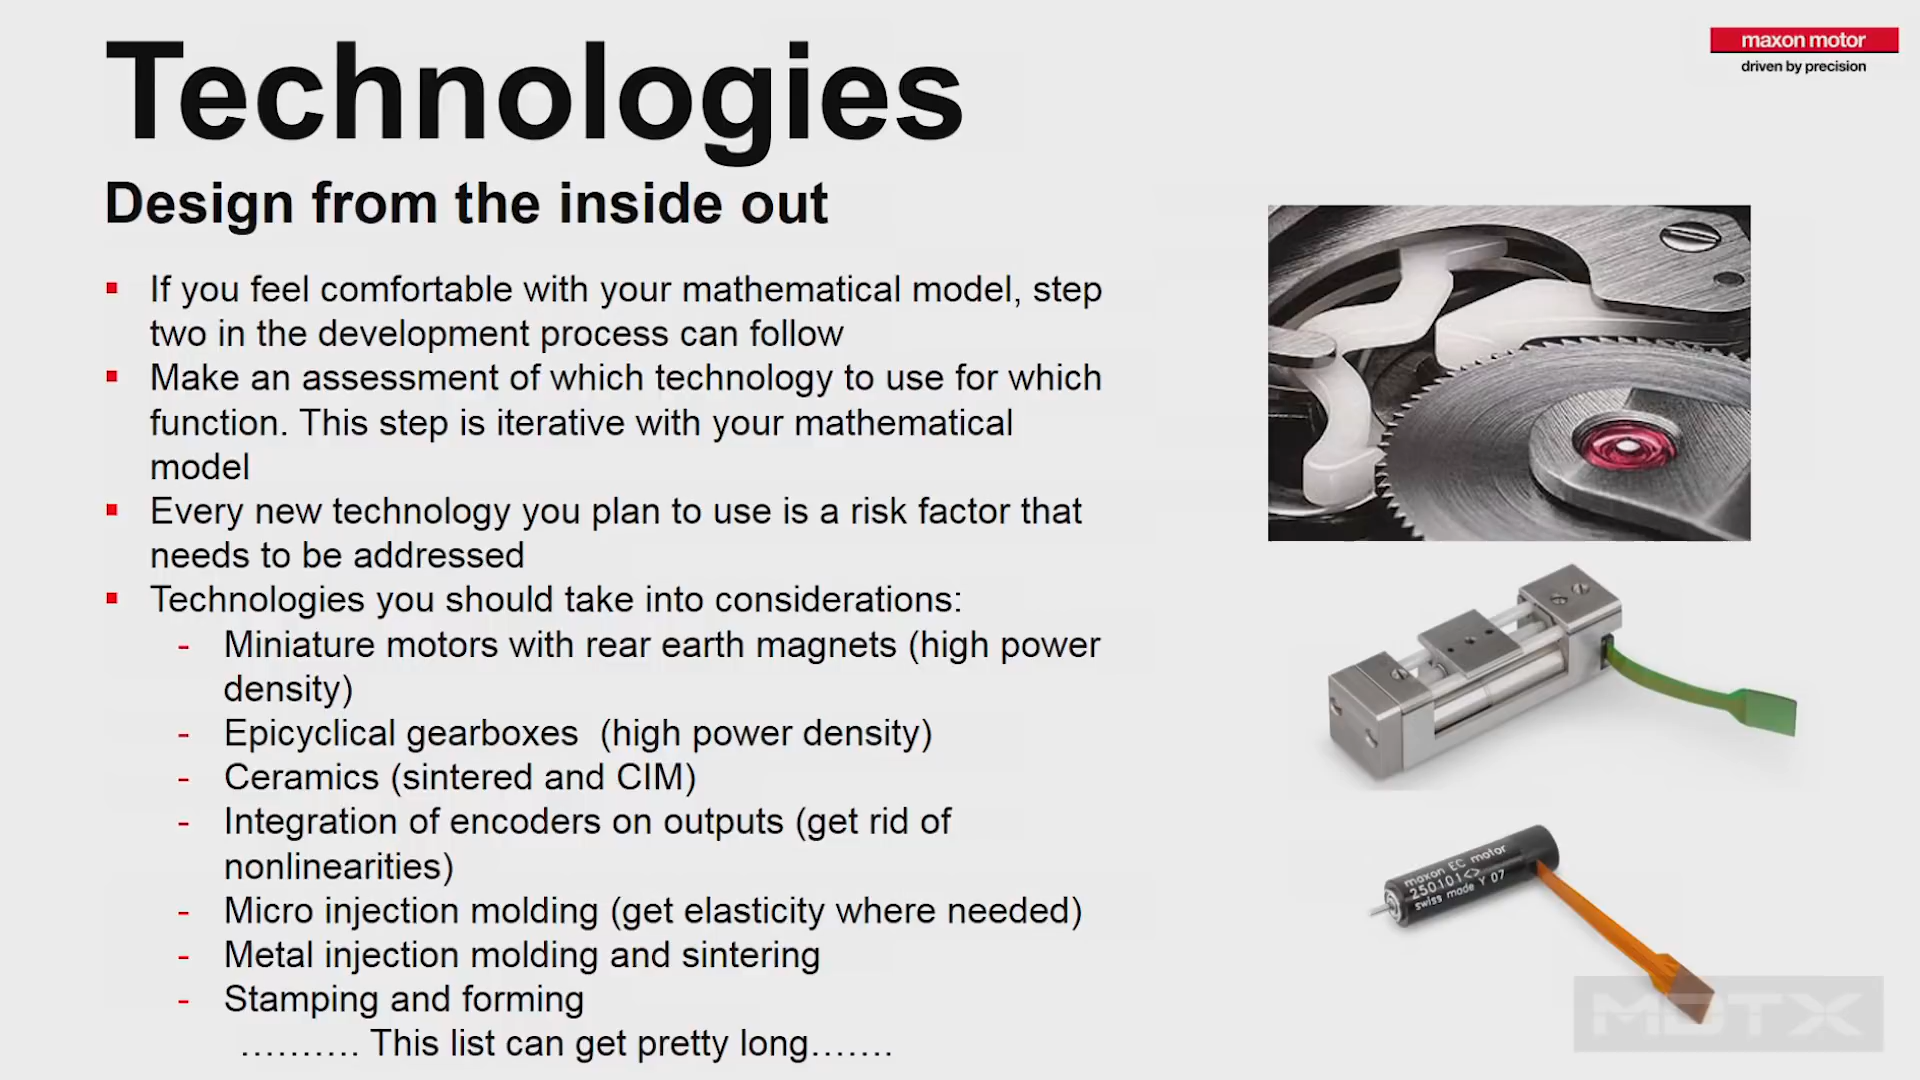 Technologies
maxon motor
driven by precision
Design from the inside out
▪ If you feel comfortable with your mathematical model, step
two in the development process can follow
▪ Make an assessment of which technology to use for which
function. This step is iterative with your mathematical
model
▪ Every new technology you plan to use is a risk factor that
needs to be addressed
▪ Technologies you should take into considerations:
- Miniature motors with rear earth magnets (high power
density)
- Epicyclical gearboxes  (high power density)
- Ceramics (sintered and CIM)
- Integration of encoders on outputs (get rid of
nonlinearities)
- Micro injection molding (get elasticity where needed)
- Metal injection molding and sintering
- Stamping and forming
………. This list can get pretty long…….
maxon EC motor
250101<>
swiss made Y 07
MDTX